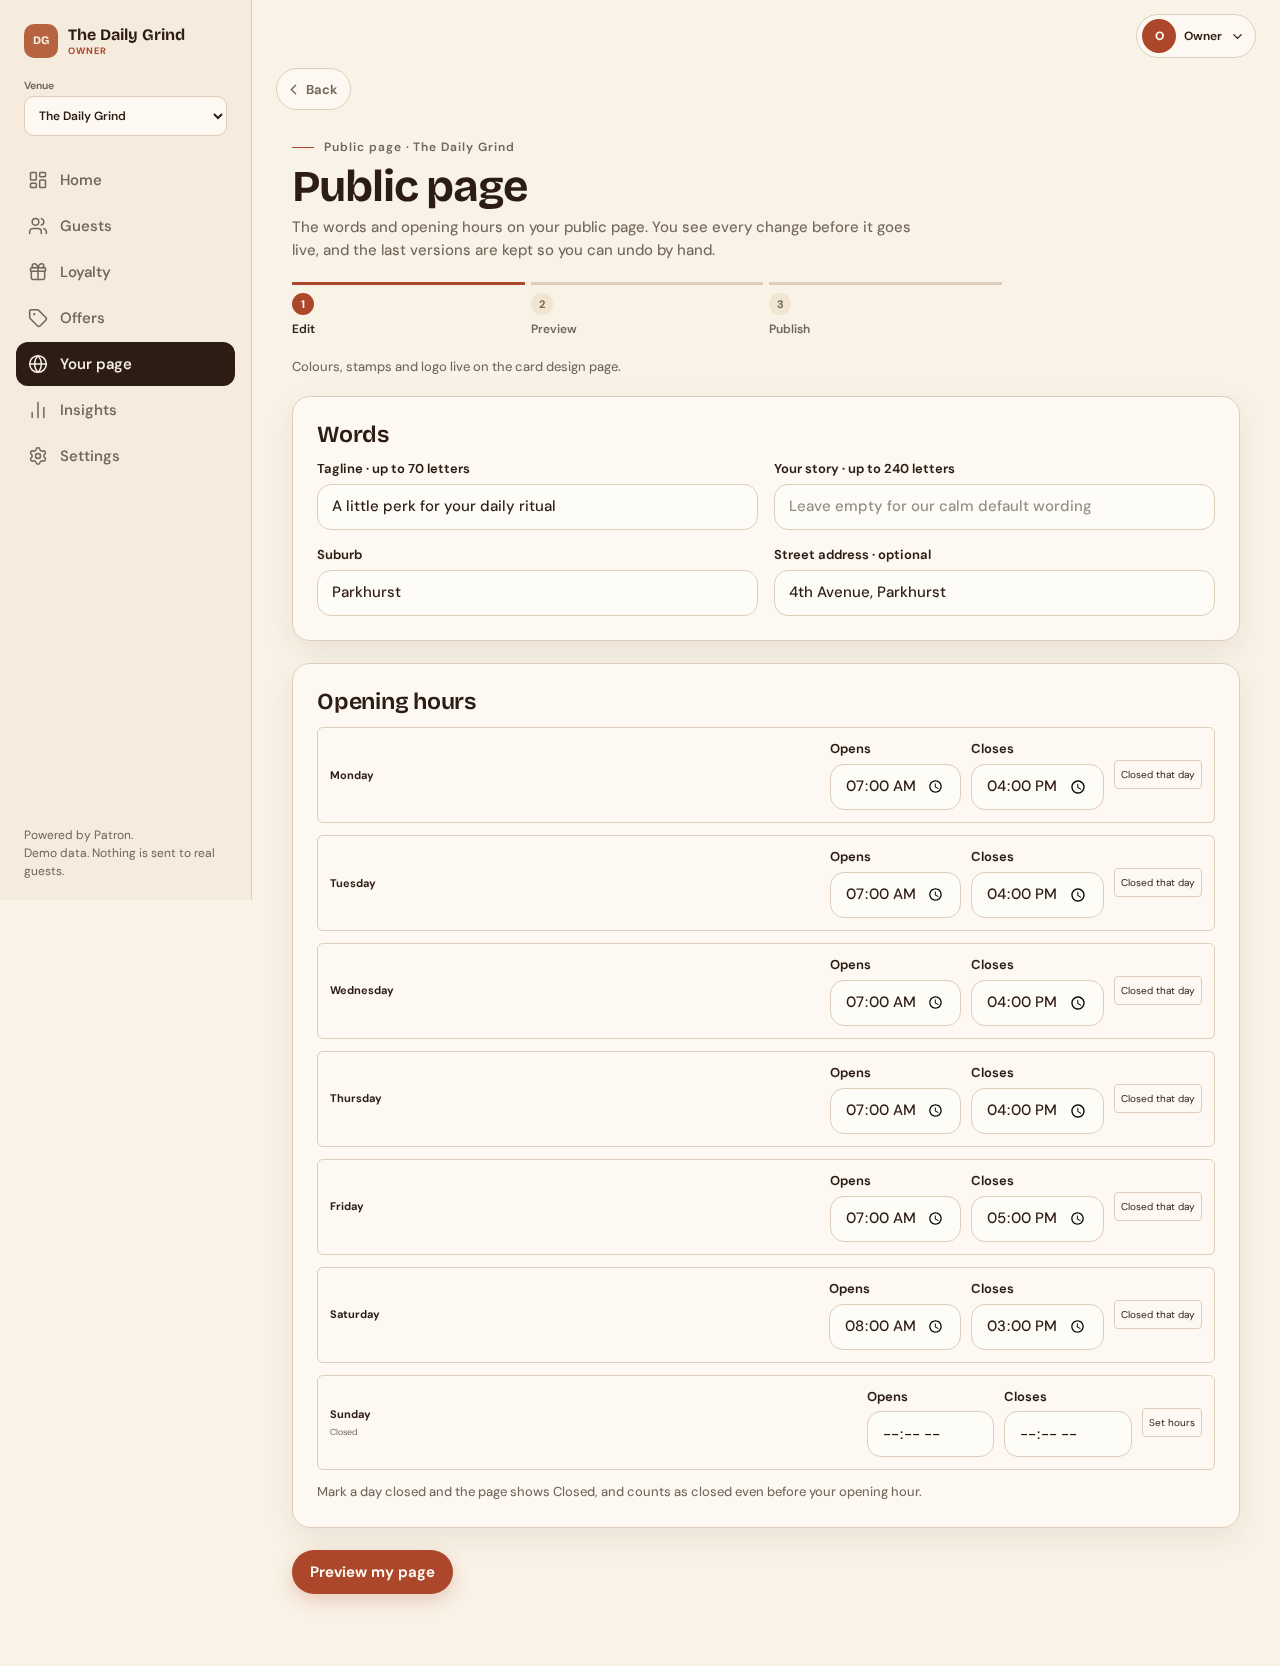 DG
The Daily Grind
OWNER
Venue
The Daily Grind
Home
Guests
Loyalty
Offers
Your page
Insights
Settings
Powered by Patron.
Demo data. Nothing is sent to real
guests.
O Owner
Back
Public page · The Daily Grind
Public page
The words and opening hours on your public page. You see every change before it goes
live, and the last versions are kept so you can undo by hand.
1 2 3
Edit Preview Publish
Colours, stamps and logo live on the card design page.
Words
Tagline · up to 70 letters Your story · up to 240 letters
A little perk for your daily ritual Leave empty for our calm default wording
Suburb Street address · optional
Parkhurst 4th Avenue, Parkhurst
Opening hours
Opens Closes
Monday 07:00 AM 04:00 PM Closed that day
Opens Closes
Tuesday 07:00 AM 04:00 PM Closed that day
Opens Closes
Wednesday 07:00 AM 04:00 PM Closed that day
Opens Closes
Thursday 07:00 AM 04:00 PM Closed that day
Opens Closes
Friday 07:00 AM 05:00 PM Closed that day
Opens Closes
Saturday 08:00 AM 03:00 PM Closed that day
Opens Closes
Sunday --:-- -- --:-- -- Set hours
Closed
Mark a day closed and the page shows Closed, and counts as closed even before your opening hour.
Preview my page